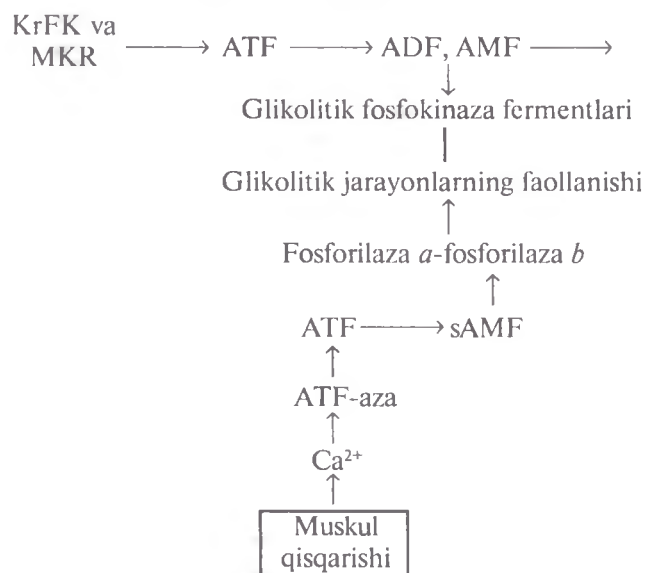 KrFK va
MKR → ATF → ADF, AMF →
↓
Glikolitik fosfokinaza fermentlari
Glikolitik jarayonlarning faollanishi
↑
Fosforilaza a-fosforilaza b
↑
ATF → sAMF
↑
ATF-aza
↑
Ca²⁺
↑
Muskul
qisqarishi